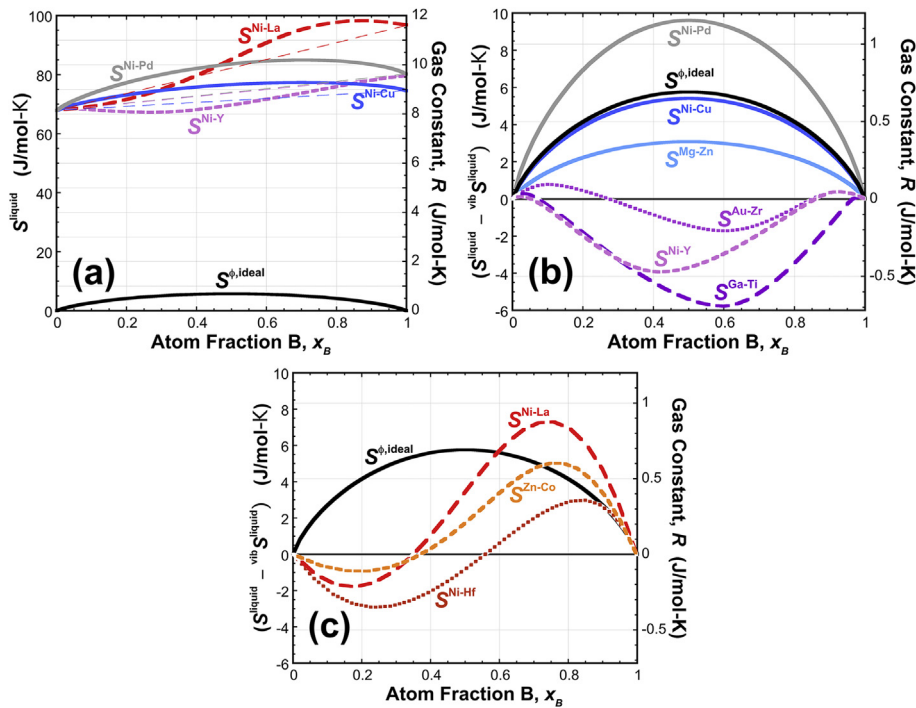 S^liquid (J/mol-K)
100
80
60
40
20
0
S^Ni-La
S^Ni-Pd
S^Ni-Cu
S^Ni-Y
S^ϕ,ideal
(a)
12
10
8
6
4
2
0
Gas Constant, R (J/mol-K)
0
0.2
0.4
0.6
0.8
1
Atom Fraction B, x_B
(S^liquid – ^vib S^liquid) (J/mol-K)
10
8
6
4
2
0
-2
-4
-6
S^Ni-Pd
S^ϕ,ideal
S^Ni-Cu
S^Mg-Zn
S^Au-Zr
S^Ni-Y
S^Ga-Ti
(b)
1
0.5
0
-0.5
Gas Constant, R (J/mol-K)
0
0.2
0.4
0.6
0.8
1
Atom Fraction B, x_B
(S^liquid – ^vib S^liquid) (J/mol-K)
10
8
6
4
2
0
-2
-4
-6
S^Ni-La
S^ϕ,ideal
S^Zn-Co
S^Ni-Hf
(c)
1
0.5
0
-0.5
Gas Constant, R (J/mol-K)
0
0.2
0.4
0.6
0.8
1
Atom Fraction B, x_B